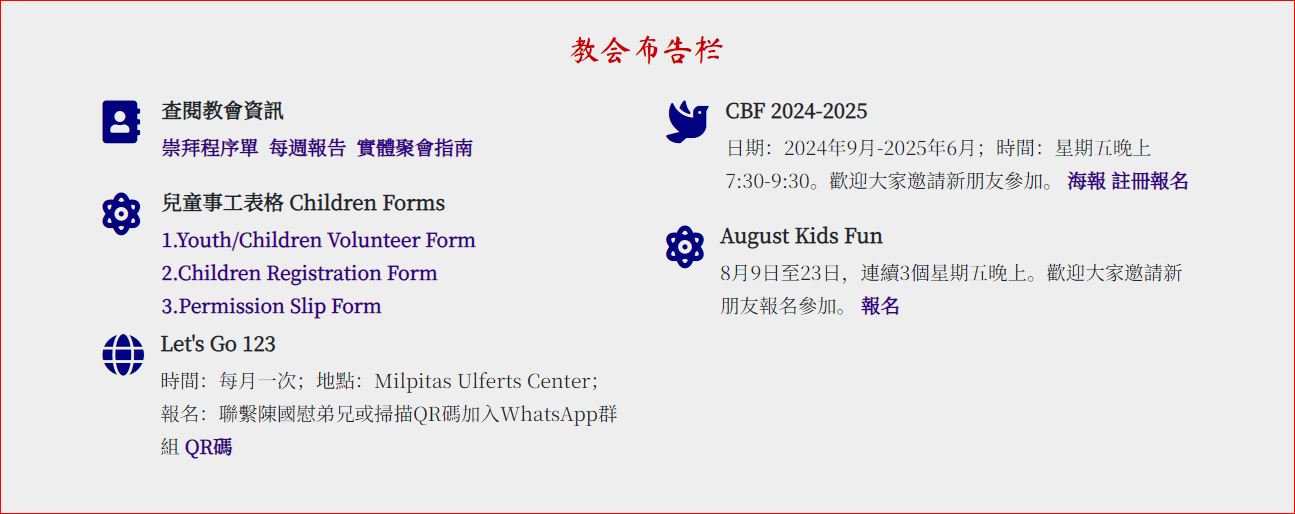 教会布告栏
查閱教會資訊
崇拜程序單 每週報告 實體聚會指南
兒童事工表格 Children Forms
1.Youth/Children Volunteer Form
2.Children Registration Form
3.Permission Slip Form
Let's Go 123
時間：每月一次；地點：Milpitas Ulferts Center；
報名：聯繫陳國慰弟兄或掃描QR碼加入WhatsApp群
組 QR碼
CBF 2024-2025
日期：2024年9月-2025年6月；時間：星期五晚上
7:30-9:30。歡迎大家邀請新朋友參加。 海報 註冊報名
August Kids Fun
8月9日至23日，連續3個星期五晚上。歡迎大家邀請新
朋友報名參加。 報名